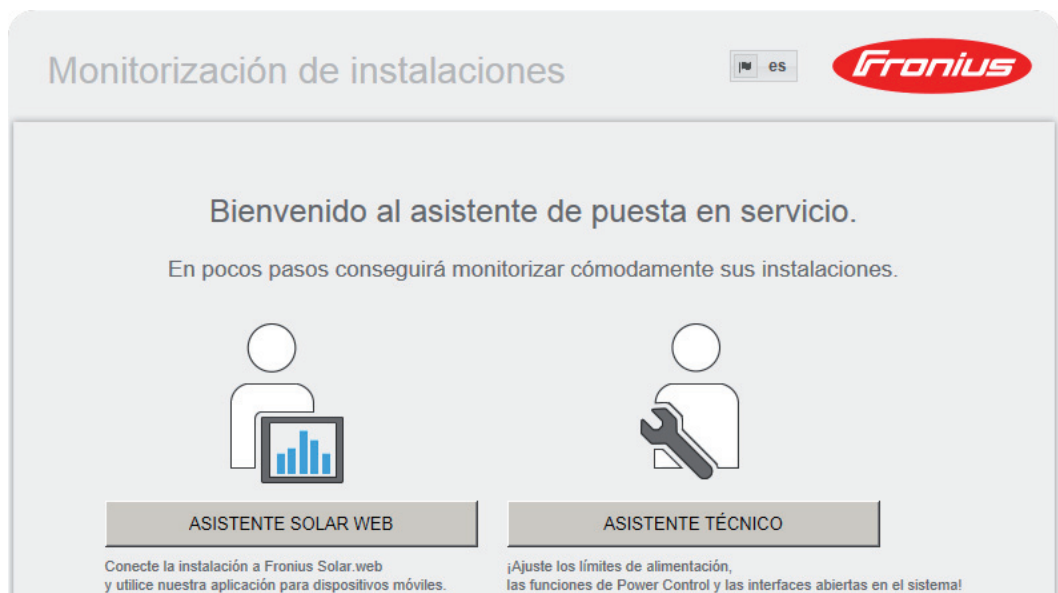 Monitorización de instalaciones
es
Fronius
Bienvenido al asistente de puesta en servicio.
En pocos pasos conseguirá monitorizar cómodamente sus instalaciones.
ASISTENTE SOLAR WEB
Conecte la instalación a Fronius Solar.web
y utilice nuestra aplicación para dispositivos móviles.
ASISTENTE TÉCNICO
¡Ajuste los límites de alimentación,
las funciones de Power Control y las interfaces abiertas en el sistema!